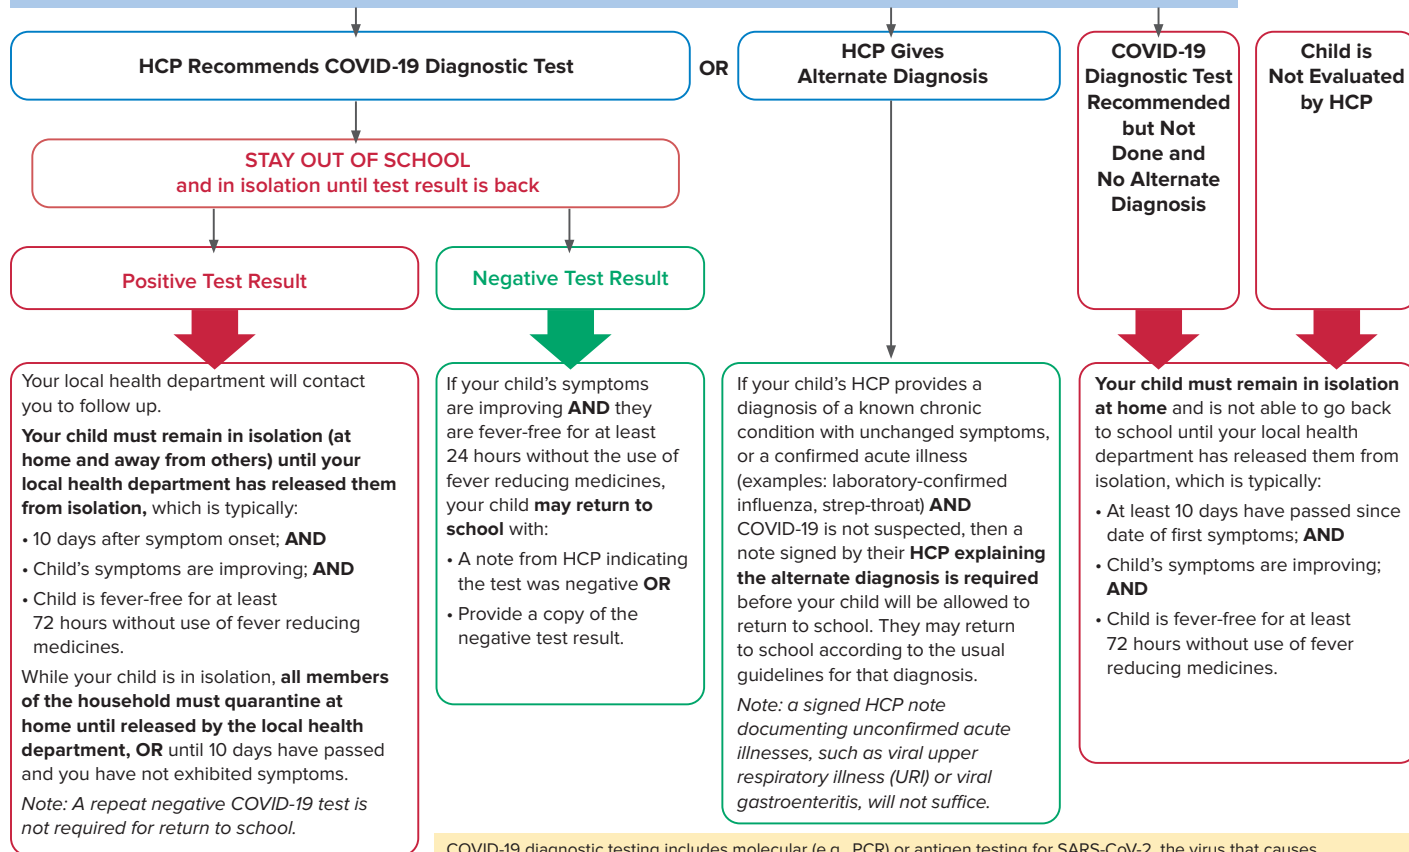 HCP Recommends COVID-19 Diagnostic Test
OR
HCP Gives
Alternate Diagnosis
COVID-19
Diagnostic Test
Recommended
but Not
Done and
No Alternate
Diagnosis
Child is
Not Evaluated
by HCP
STAY OUT OF SCHOOL
and in isolation until test result is back
Positive Test Result
Negative Test Result
Your local health department will contact
you to follow up.
Your child must remain in isolation (at
home and away from others) until your
local health department has released them
from isolation, which is typically:
• 10 days after symptom onset; AND
• Child’s symptoms are improving; AND
• Child is fever-free for at least
72 hours without use of fever reducing
medicines.
While your child is in isolation, all members
of the household must quarantine at
home until released by the local health
department, OR until 10 days have passed
and you have not exhibited symptoms.
Note: A repeat negative COVID-19 test is
not required for return to school.
If your child’s symptoms
are improving AND they
are fever-free for at least
24 hours without the use of
fever reducing medicines,
your child may return to
school with:
• A note from HCP indicating
the test was negative OR
• Provide a copy of the
negative test result.
If your child’s HCP provides a
diagnosis of a known chronic
condition with unchanged symptoms,
or a confirmed acute illness
(examples: laboratory-confirmed
influenza, strep-throat) AND
COVID-19 is not suspected, then a
note signed by their HCP explaining
the alternate diagnosis is required
before your child will be allowed to
return to school. They may return
to school according to the usual
guidelines for that diagnosis.
Note: a signed HCP note
documenting unconfirmed acute
illnesses, such as viral upper
respiratory illness (URI) or viral
gastroenteritis, will not suffice.
Your child must remain in isolation
at home and is not able to go back
to school until your local health
department has released them from
isolation, which is typically:
• At least 10 days have passed since
date of first symptoms; AND
• Child’s symptoms are improving;
AND
• Child is fever-free for at least
72 hours without use of fever
reducing medicines.
COVID-19 diagnostic testing includes molecular (e.g., PCR) or antigen testing for SARS-CoV-2, the virus that causes